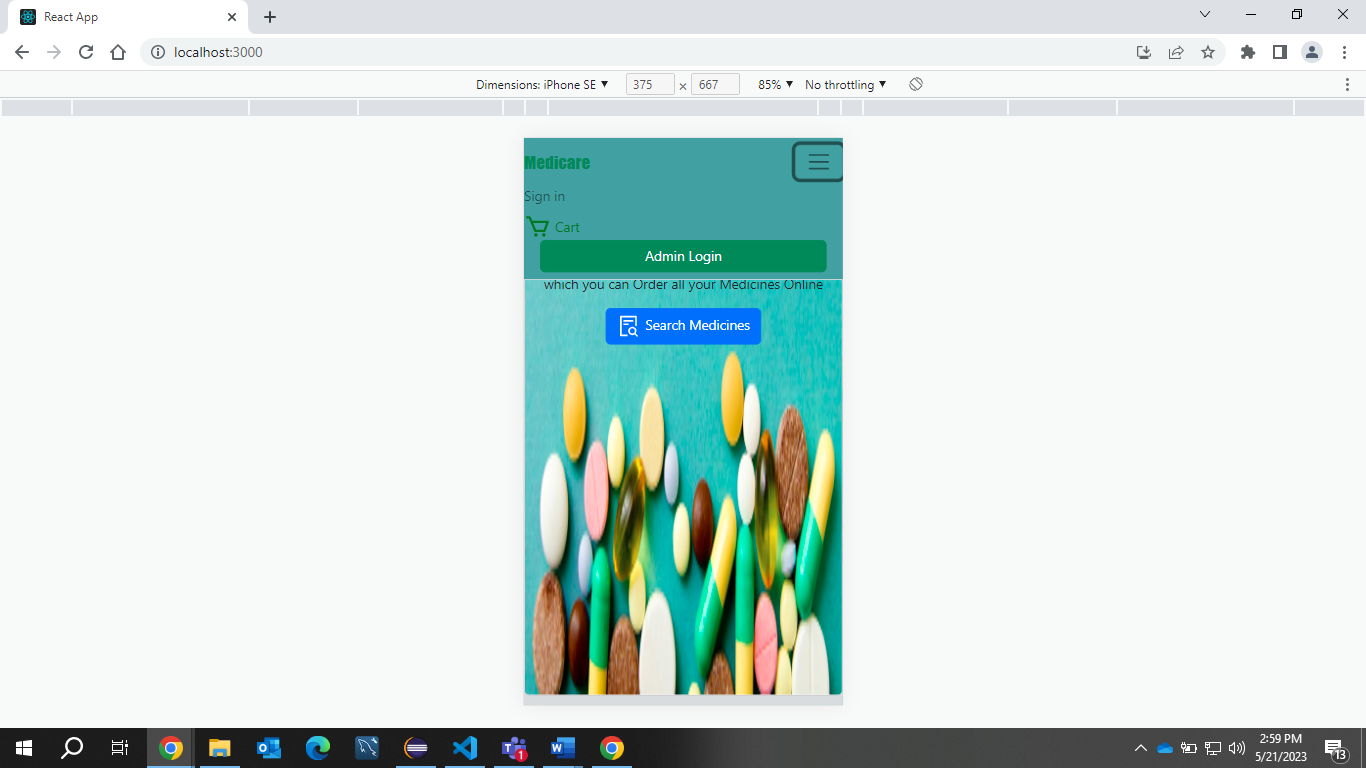 React App
localhost:3000
Dimensions: iPhone SE 375 × 667 85% No throttling
Medicare
Sign in
Cart
Admin Login
which you can Order all your Medicines Online
Search Medicines
1
2:59 PM
5/21/2023
13